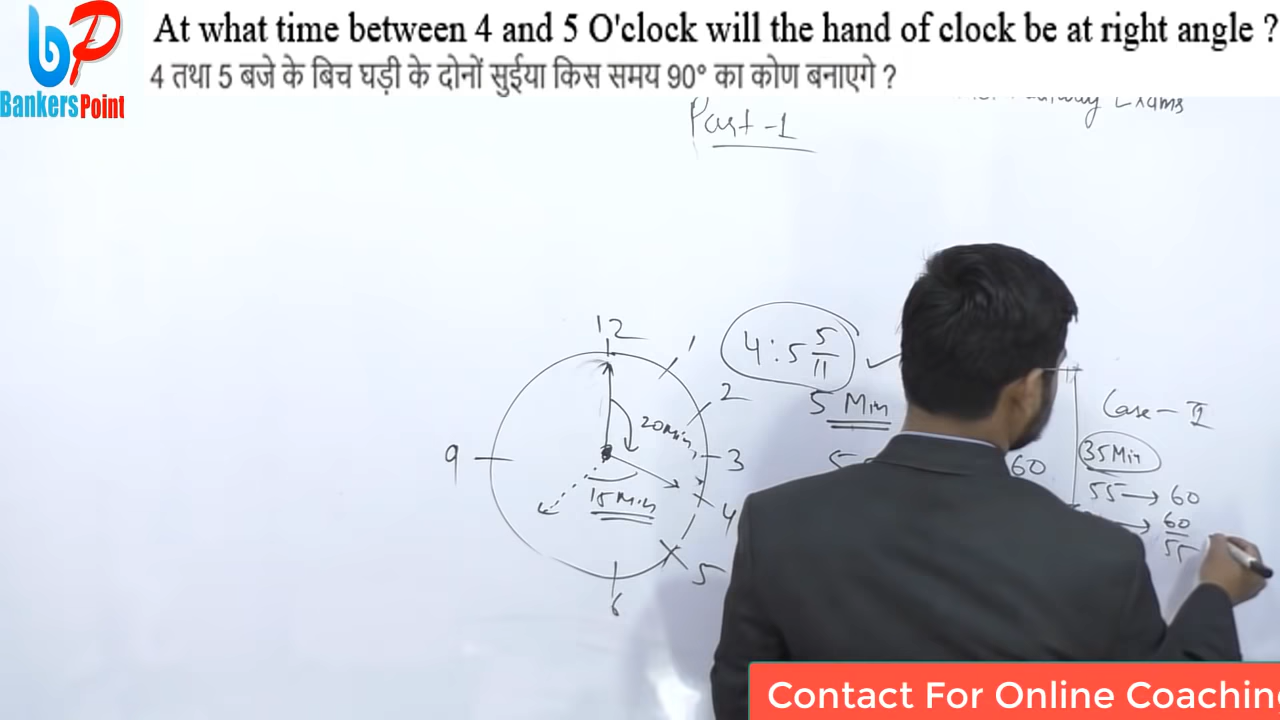 At what time between 4 and 5 O'clock will the hand of clock be at right angle ?
4 तथा 5 बजे के बिच घड़ी के दोनों सुईया किस समय 90° का कोण बनाएगे ?
bP
BankersPoint
Exams
Part-1
12
1
2
3
4
5
6
9
20min
15Min
4:5 5/11
5 Min
60
Case-II
35Min
55→60
→ 60/55
Contact For Online Coaching